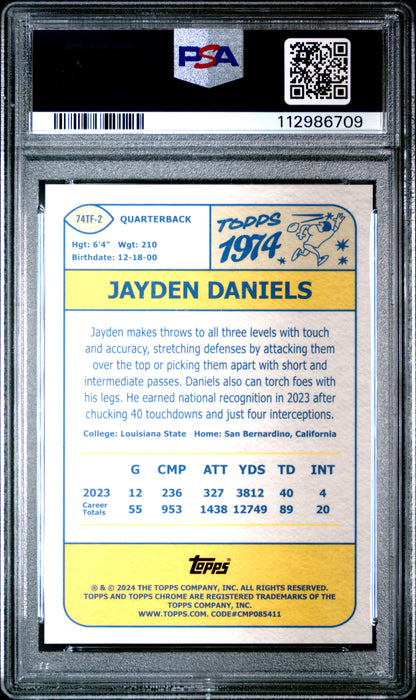 PSA
112986709
74TF-2
QUARTERBACK
Hgt: 6'4" Wgt: 210
Birthdate: 12-18-00
TOPPS
1974
JAYDEN DANIELS
Jayden makes throws to all three levels with touch
and accuracy, stretching defenses by attacking them
over the top or picking them apart with short and
intermediate passes. Daniels also can torch foes with
his legs. He earned national recognition in 2023 after
chucking 40 touchdowns and just four interceptions.
College: Louisiana State Home: San Bernardino, California
G CMP ATT YDS TD INT
2023 12 236 327 3812 40 4
Career
Totals 55 953 1438 12749 89 20
Topps
® & © 2024 THE TOPPS COMPANY, INC. ALL RIGHTS RESERVED.
TOPPS AND TOPPS CHROME ARE REGISTERED TRADEMARKS OF THE
TOPPS COMPANY, INC.
WWW.TOPPS.COM. CODE#CMP085411